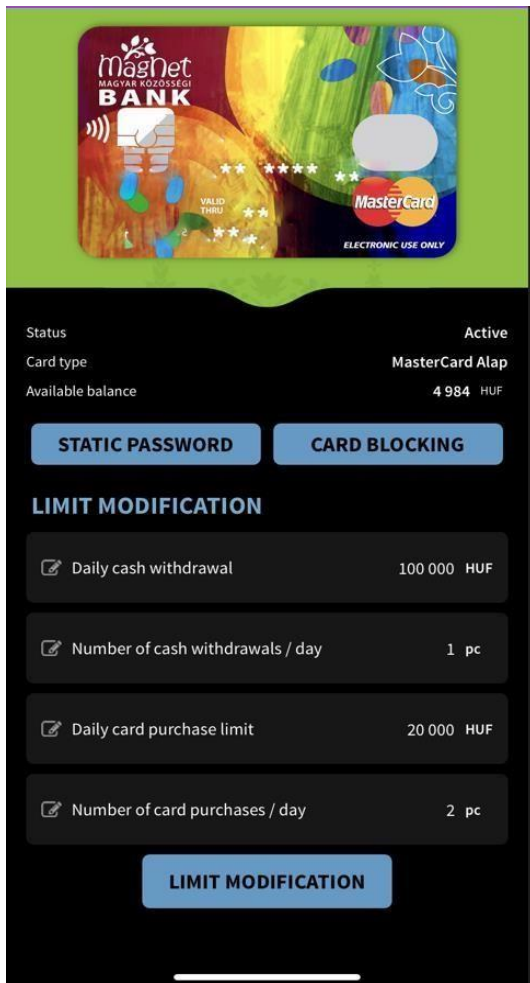 MagNet
MAGYAR KÖZÖSSÉGI
BANK
** **** **
VALID THRU **
***
MasterCard
ELECTRONIC USE ONLY
Status Active
Card type MasterCard Alap
Available balance 4 984 HUF
STATIC PASSWORD CARD BLOCKING
LIMIT MODIFICATION
Daily cash withdrawal 100 000 HUF
Number of cash withdrawals / day 1 pc
Daily card purchase limit 20 000 HUF
Number of card purchases / day 2 pc
LIMIT MODIFICATION